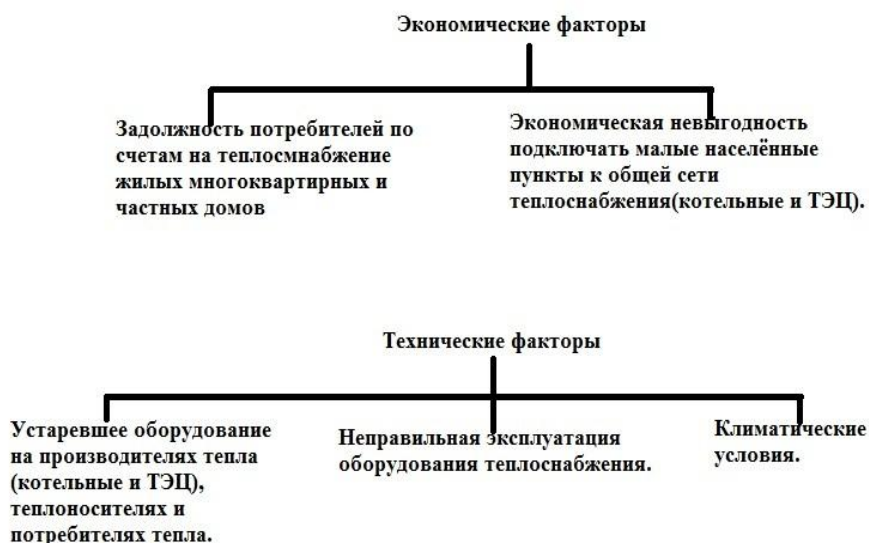 Экономические факторы
Задолжность потребителей по
счетам на теплосмнабжение
жилых многоквартирных и
частных домов
Экономическая невыгодность
подключать малые населённые
пункты к общей сети
теплоснабжения(котельные и ТЭЦ).
Технические факторы
Устаревшее оборудование
на производителях тепла
(котельные и ТЭЦ),
теплоносителях и
потребителях тепла.
Неправильная эксплуатация
оборудования теплоснабжения.
Климатические
условия.